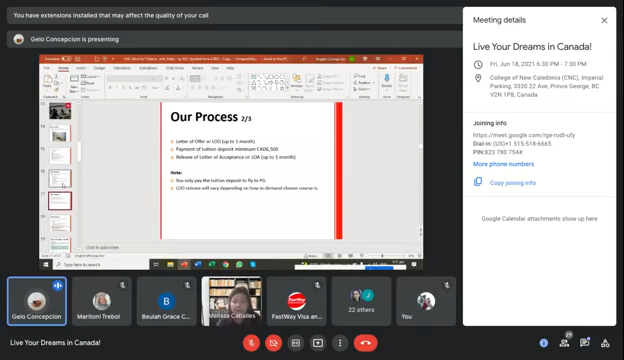 You have extensions installed that may affect the quality of your call
Gelo Concepcion is presenting
Our Process 2/3
Letter of Offer or LOO (up to 1-month)
Payment of tuition deposit minimum CAD6,500
Release of Letter of Acceptance or LOA (up to 1-month)
Note:
You only pay the tuition deposit to fly to PG.
LOO release will vary depending on how in-demand chosen course is.
Click to add notes
Type here to search
Gelo Concepcion
Maritoni Trebol
Beulah Grace C...
Melissa Cabailes
FastWay Visa an...
22 others
You
Live Your Dreams in Canada!
Meeting details
Live Your Dreams in Canada!
Fri, Jun 18, 2021 6:30 PM - 7:30 PM
College of New Caledonia (CNC), Imperial
Parking, 3330 22 Ave, Prince George, BC
V2N 1P8, Canada
Joining info
https://meet.google.com/rge-rodt-ufy
Dial-in: (US)+1 515-518-6665
PIN:823 780 754#
More phone numbers
Copy joining info
Google Calendar attachments show up here